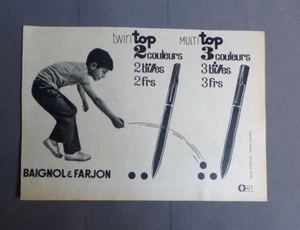 twin top
2 couleurs
2 billes
2 frs
MULTI top
3 couleurs
3 billes
3 frs
BAIGNOL & FARJON